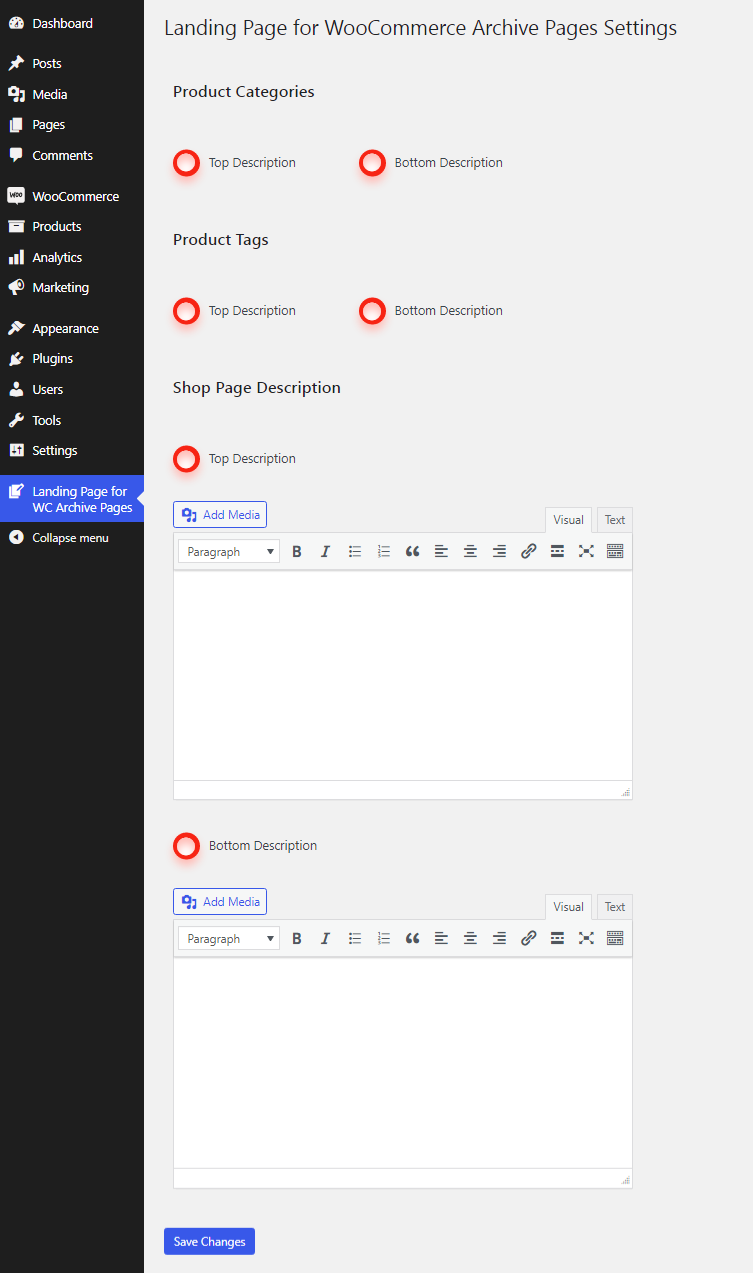 Dashboard
Posts
Media
Pages
Comments
WooCommerce
Products
Analytics
Marketing
Appearance
Plugins
Users
Tools
Settings
Landing Page for
WC Archive Pages
Collapse menu
Landing Page for WooCommerce Archive Pages Settings
Product Categories
Top Description
Bottom Description
Product Tags
Top Description
Bottom Description
Shop Page Description
Top Description
Add Media
Visual
Text
Paragraph
B
I
Bottom Description
Add Media
Visual
Text
Paragraph
B
I
Save Changes